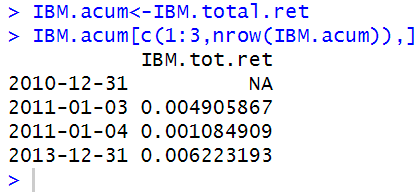 > IBM.acum<-IBM.total.ret
> IBM.acum[c(1:3,nrow(IBM.acum)),]
IBM.tot.ret
2010-12-31 NA
2011-01-03 0.004905867
2011-01-04 0.001084909
2013-12-31 0.006223193
>